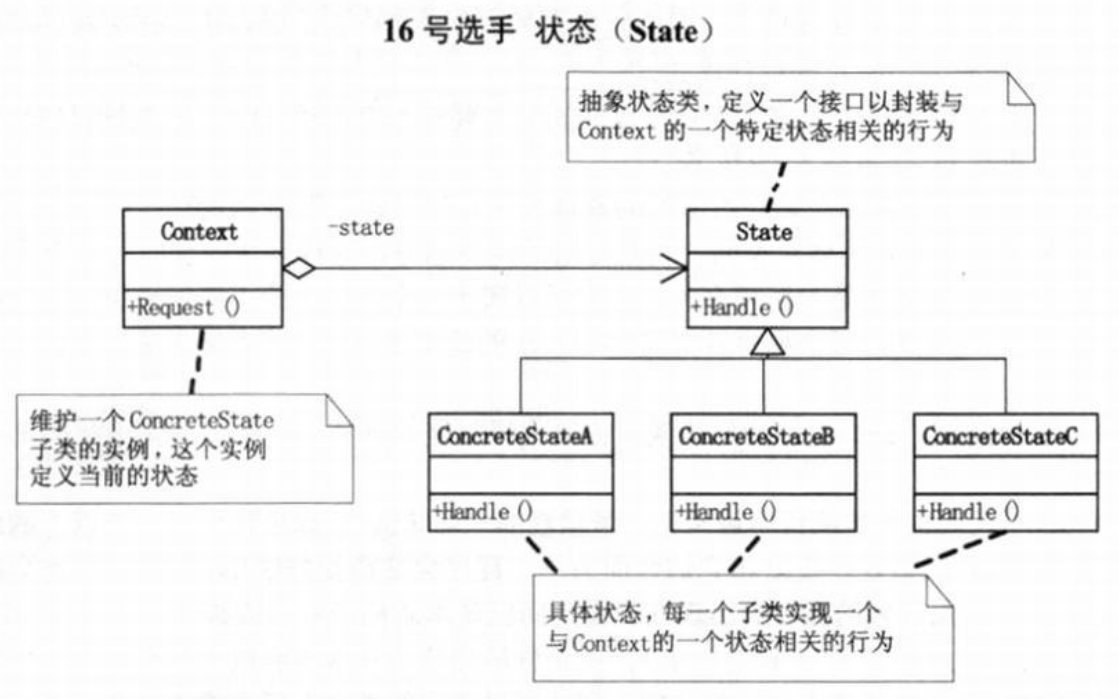 16 号选手 状态（State）
抽象状态类，定义一个接口以封装与
Context 的一个特定状态相关的行为
Context
-state
State
+Request ()
+Handle ()
维护一个 ConcreteState
子类的实例，这个实例
定义当前的状态
ConcreteStateA
ConcreteStateB
ConcreteStateC
+Handle ()
+Handle ()
+Handle ()
具体状态，每一个子类实现一个
与Context的一个状态相关的行为